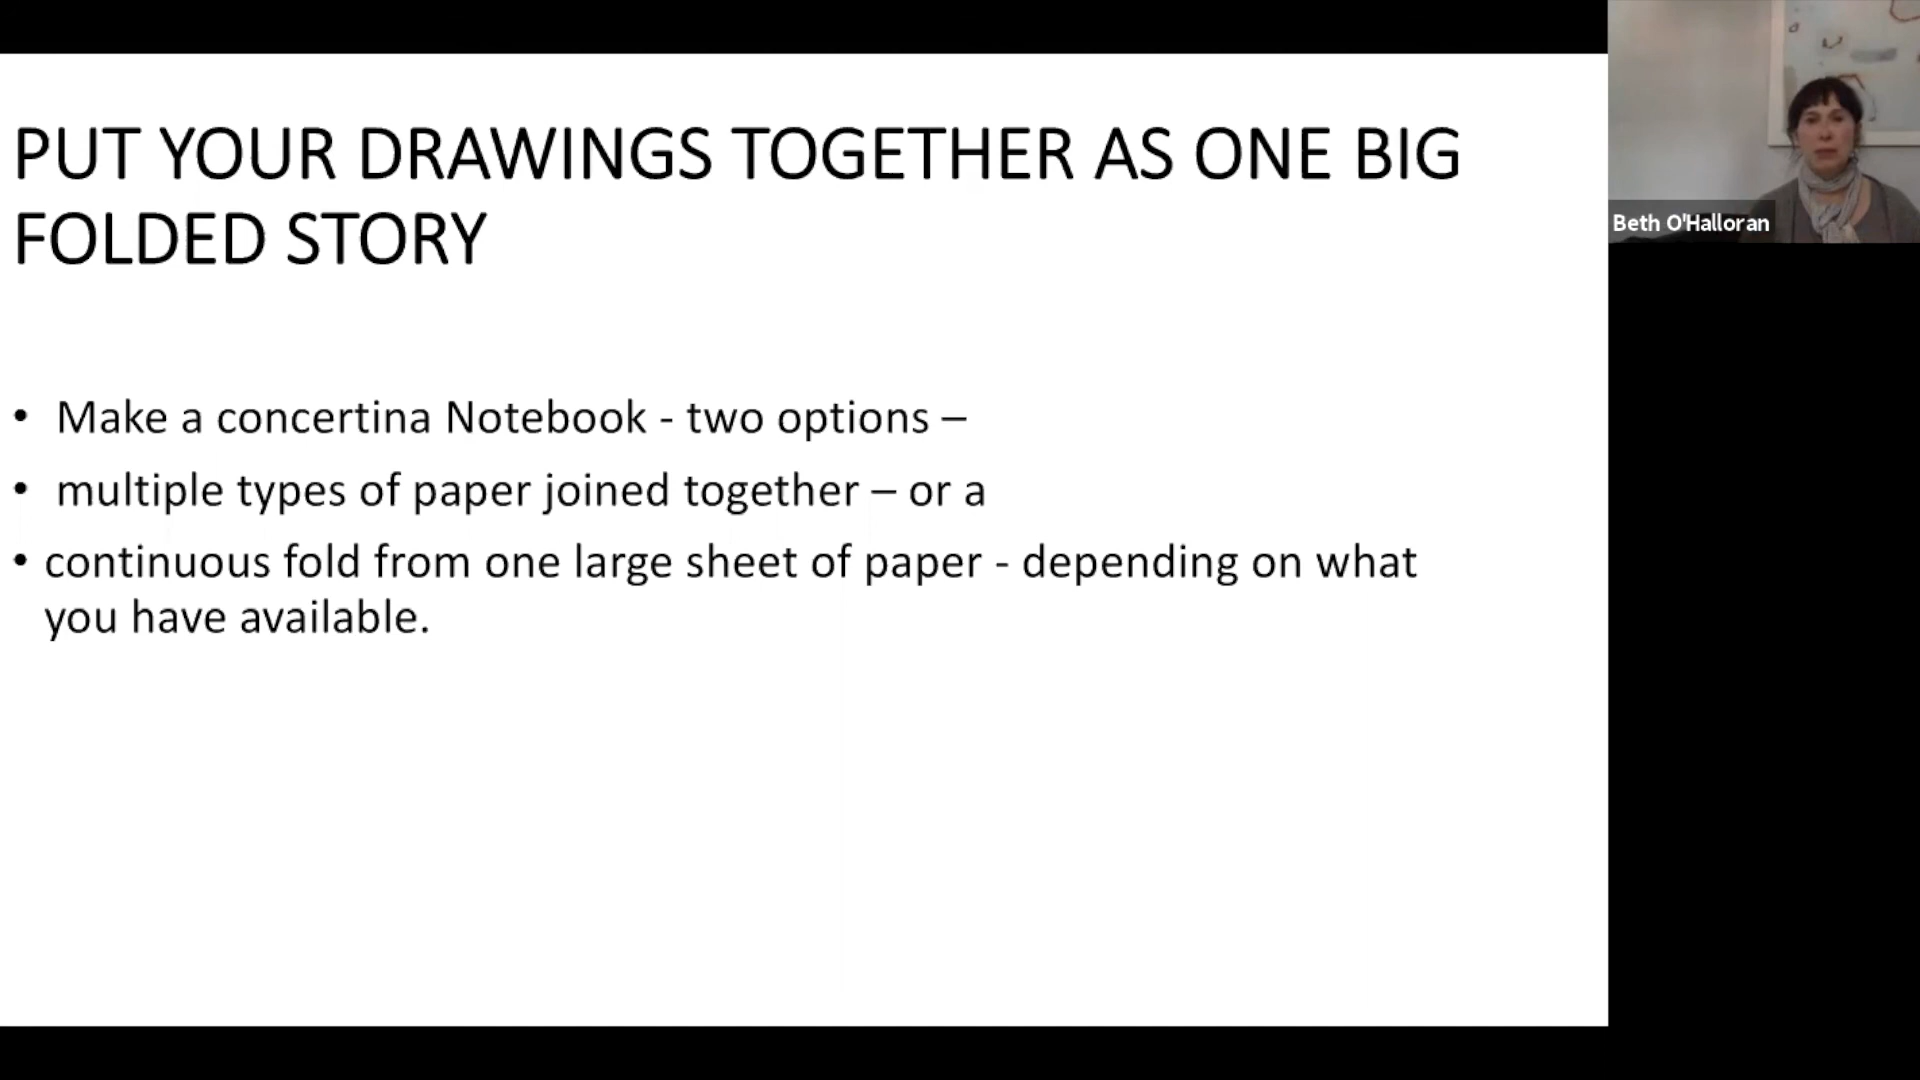 PUT YOUR DRAWINGS TOGETHER AS ONE BIG
FOLDED STORY
• Make a concertina Notebook - two options –
• multiple types of paper joined together – or a
• continuous fold from one large sheet of paper - depending on what
you have available.
Beth O'Halloran